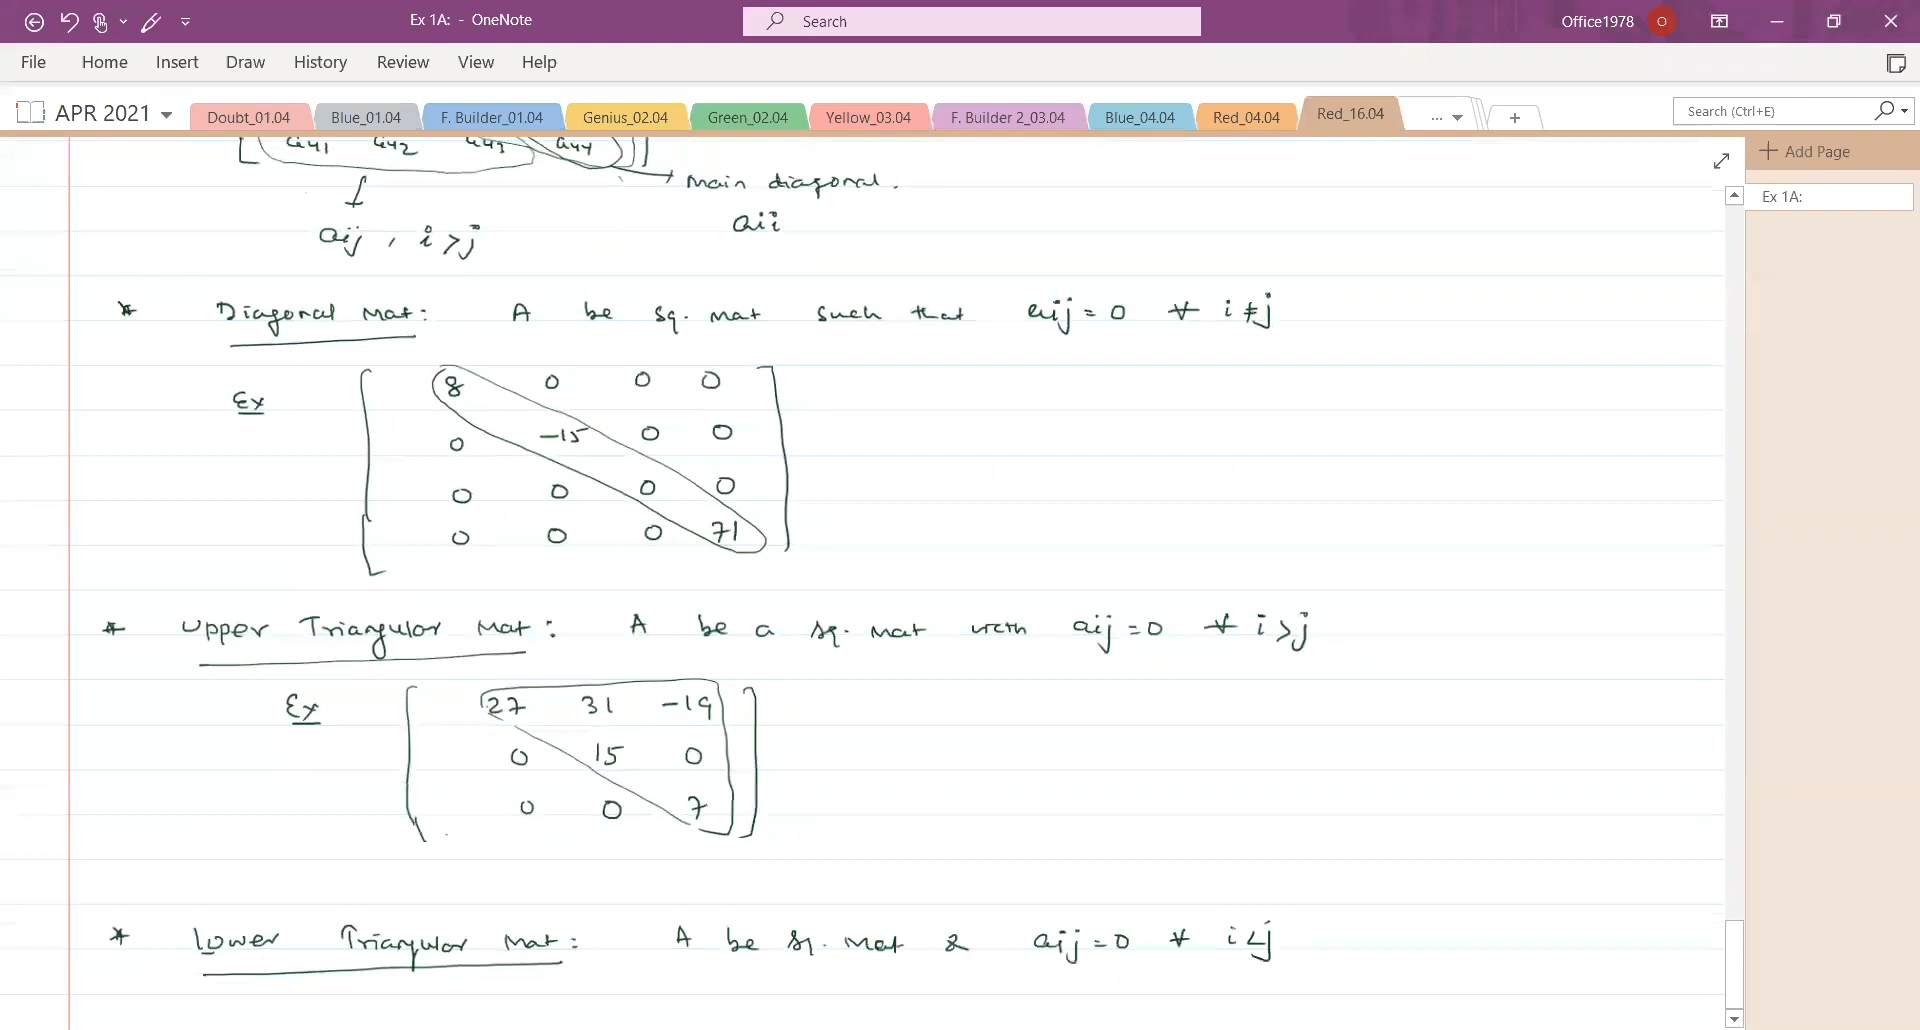 Ex 1A: - OneNote
Search
Office1978 O
File Home Insert Draw History Review View Help
APR 2021 Doubt_01.04 Blue_01.04 F. Builder_01.04 Genius_02.04 Green_02.04 Yellow_03.04 F. Builder 2_03.04 Blue_04.04 Red_04.04 Red_16.04 ... + Search (Ctrl+E)
+ Add Page
Ex 1A:
[ a41 a42 a43 a44 ]
Main diagonal.
aii
aij , i > j
* Diagonal Mat : A be sq. mat such that aij = 0 ∀ i ≠ j
Ex
8 0 0 0
0 -15 0 0
0 0 0 0
0 0 0 71
* Upper Triangular Mat : A be a sq. mat with aij = 0 ∀ i > j
Ex
27 31 -19
0 15 0
0 0 7
* Lower Triangular Mat : A be sq. mat & aij = 0 ∀ i < j